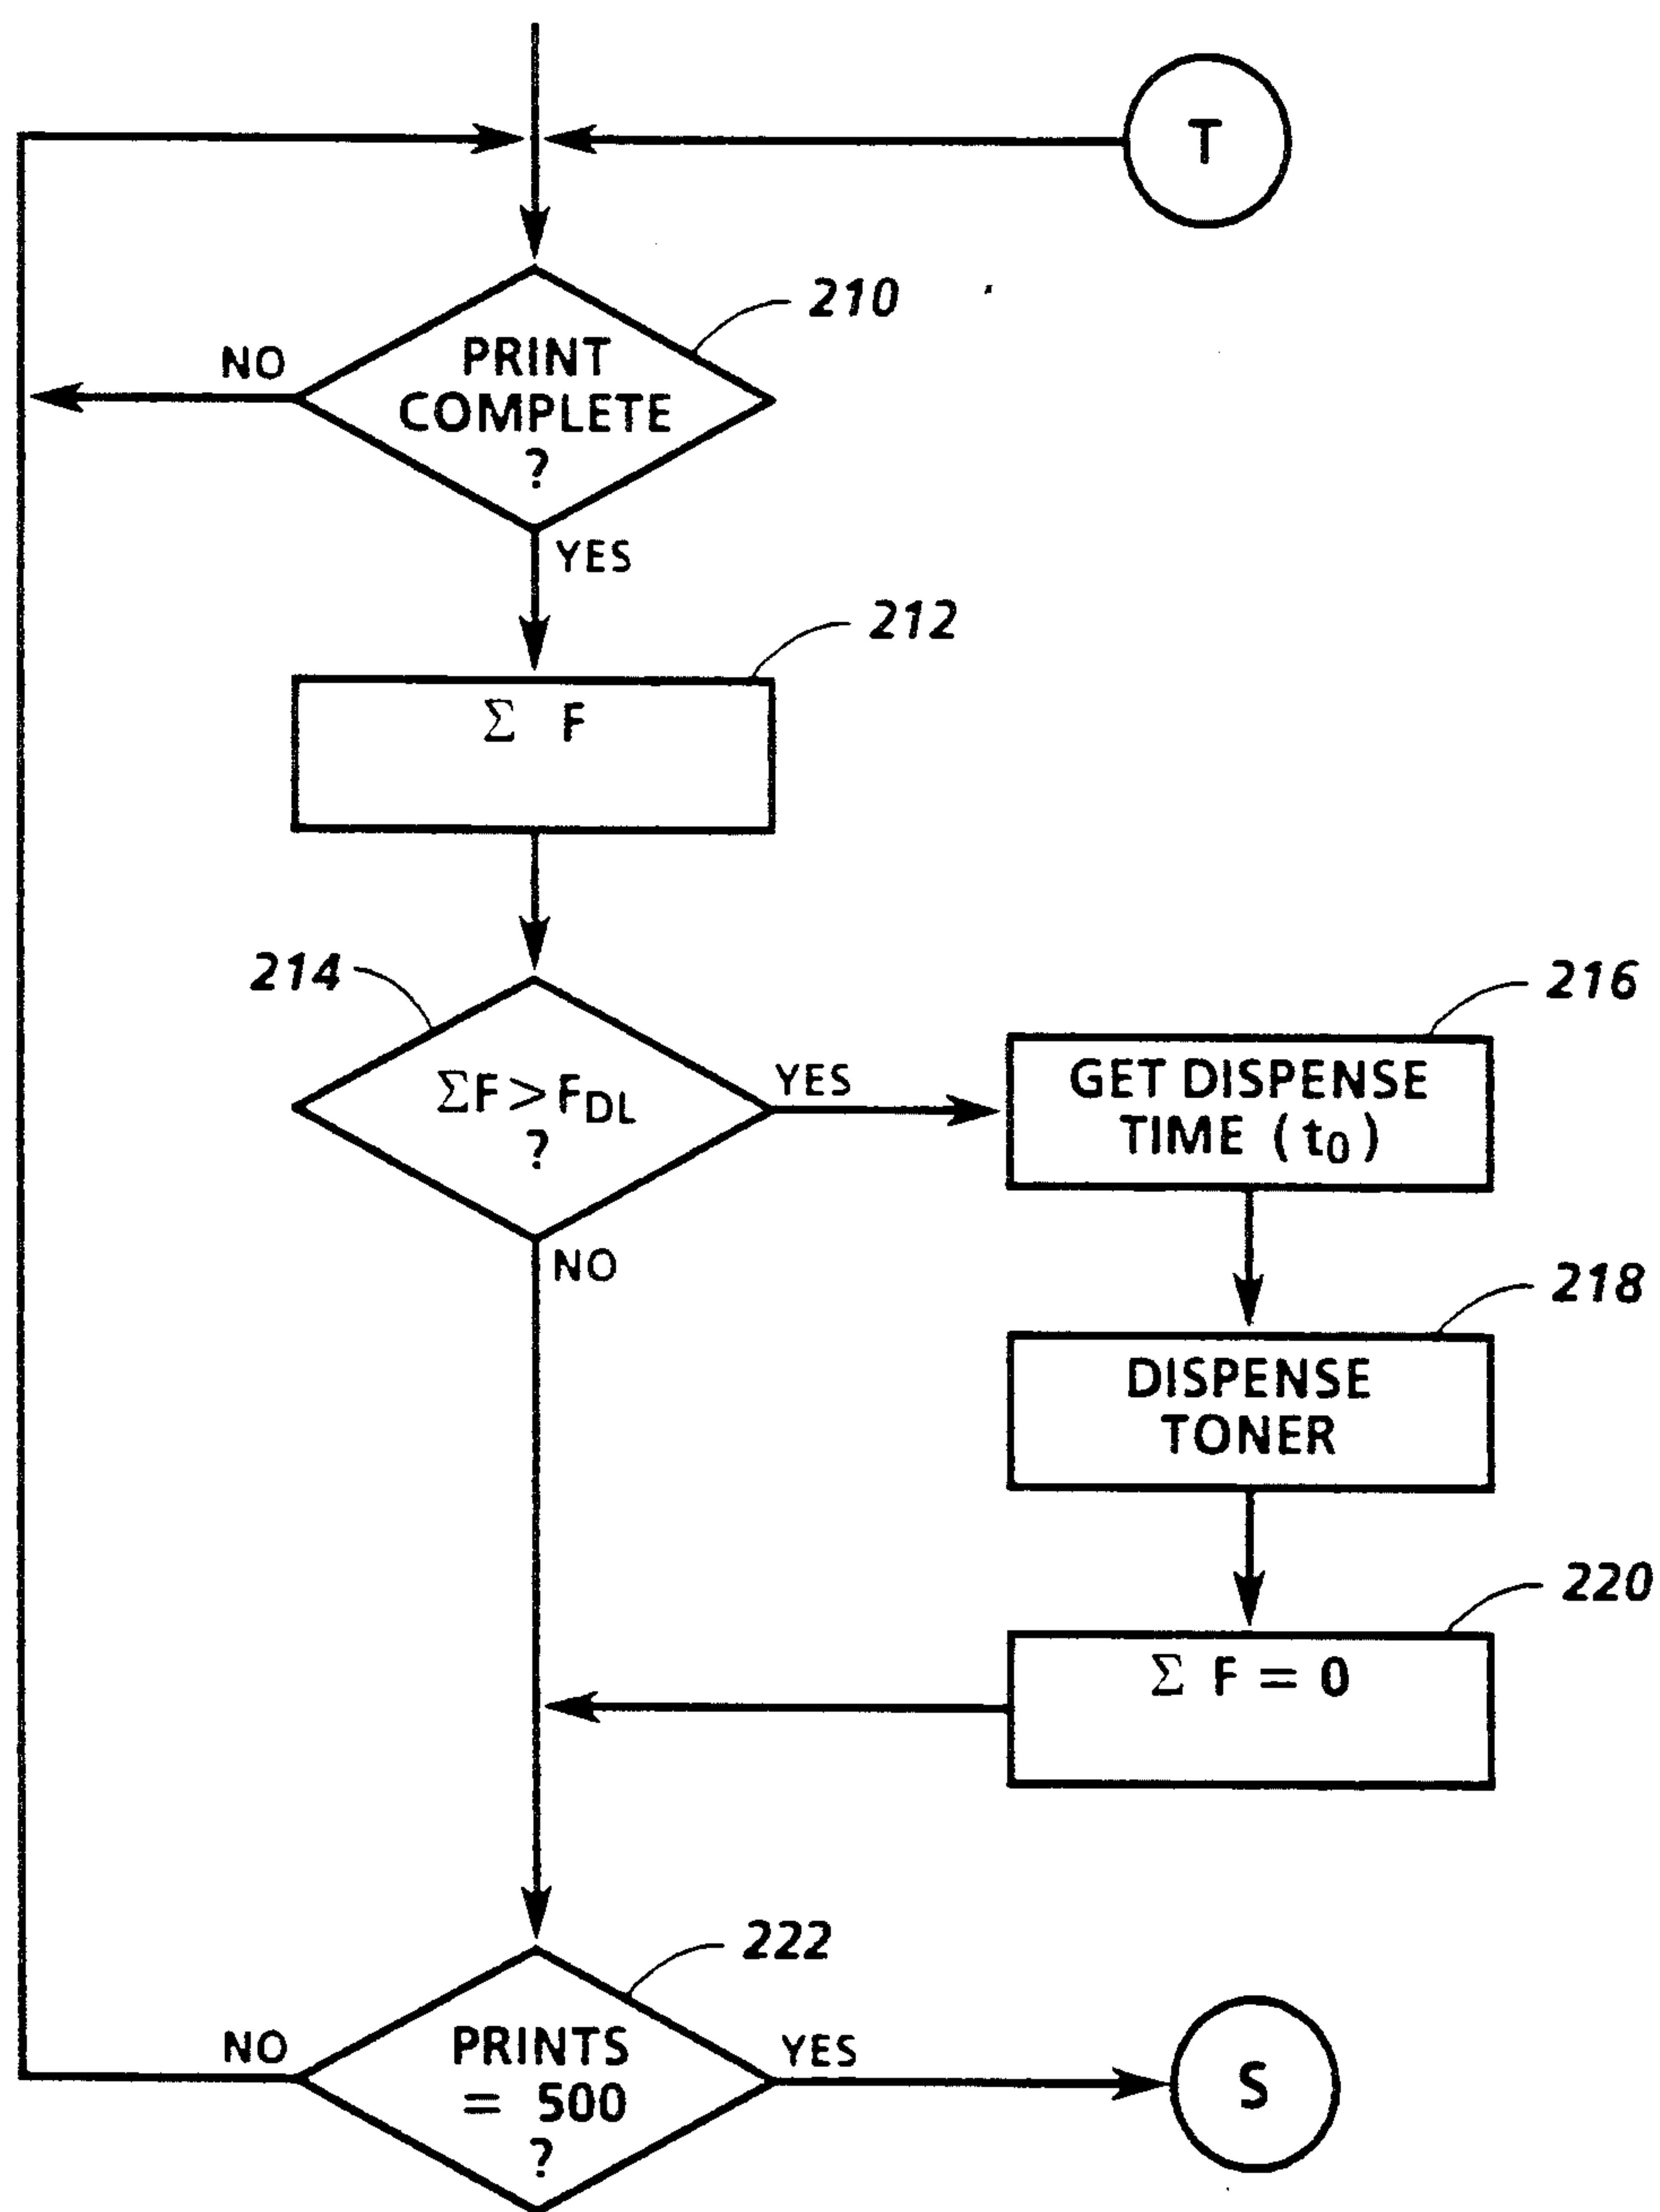 T
210
PRINT
COMPLETE
?
NO
YES
212
Σ F
214
ΣF > FDL
?
YES
NO
216
GET DISPENSE
TIME (t0)
218
DISPENSE
TONER
220
Σ F = 0
222
PRINTS
= 500
?
NO
YES
S